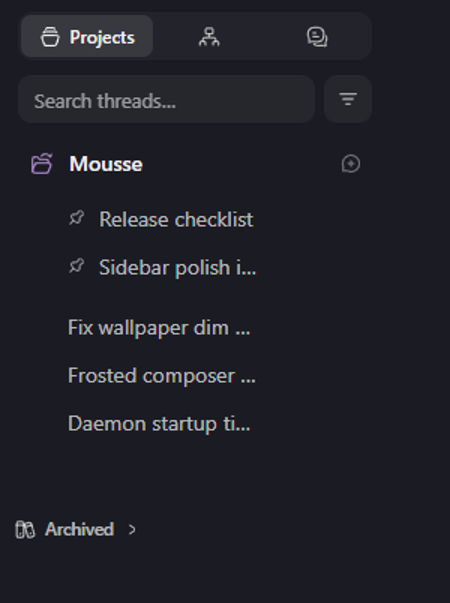 Projects
Search threads...
Mousse
Release checklist
Sidebar polish i...
Fix wallpaper dim ...
Frosted composer ...
Daemon startup ti...
Archived